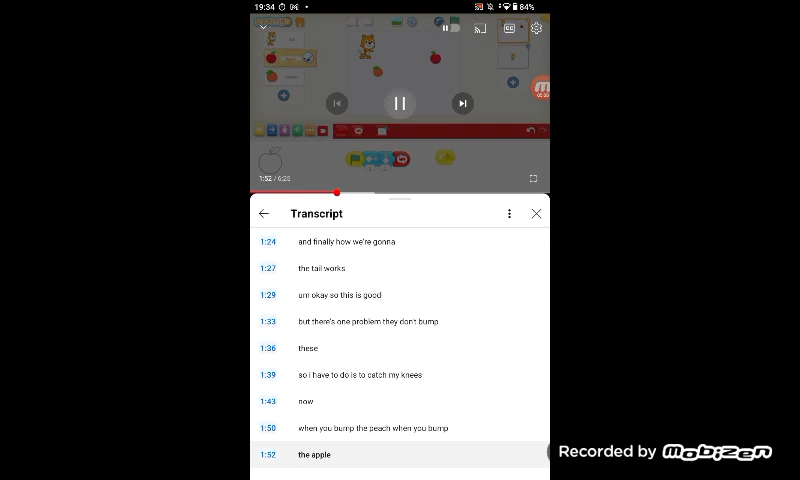 19:34
84%
1:52 / 6:25
Transcript
1:24 and finally how we're gonna
1:27 the tail works
1:29 um okay so this is good
1:33 but there's one problem they don't bump
1:36 these
1:39 so i have to do is to catch my knees
1:43 now
1:50 when you bump the peach when you bump
1:52 the apple
Recorded by mobizen